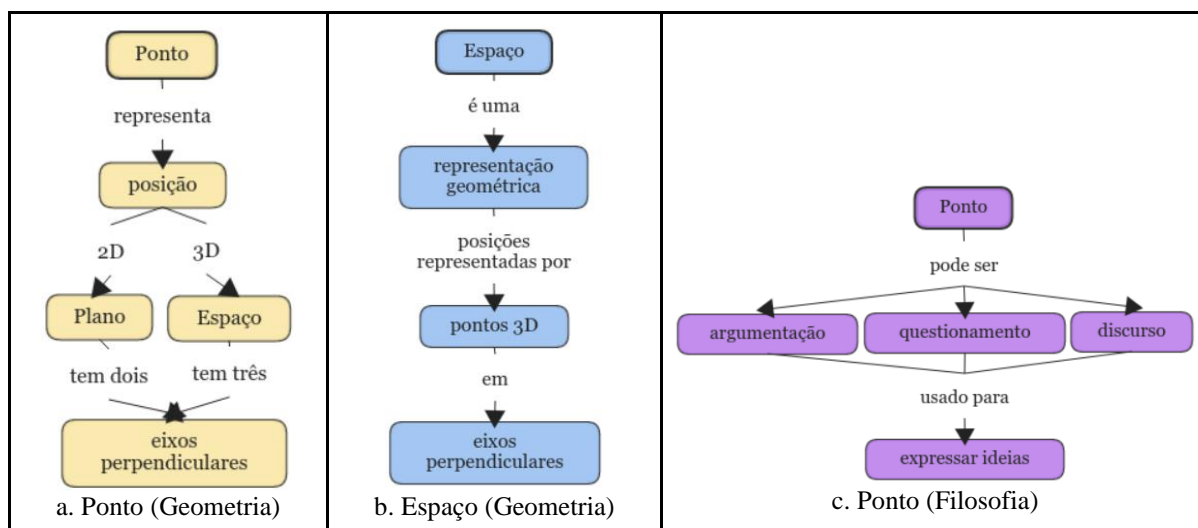 Ponto
representa
posição
2D
3D
Plano
Espaço
tem dois
tem três
eixos
perpendiculares
a. Ponto (Geometria)
Espaço
é uma
representação
geométrica
posições
representadas por
pontos 3D
em
eixos
perpendiculares
b. Espaço (Geometria)
Ponto
pode ser
argumentação
questionamento
discurso
usado para
expressar ideias
c. Ponto (Filosofia)